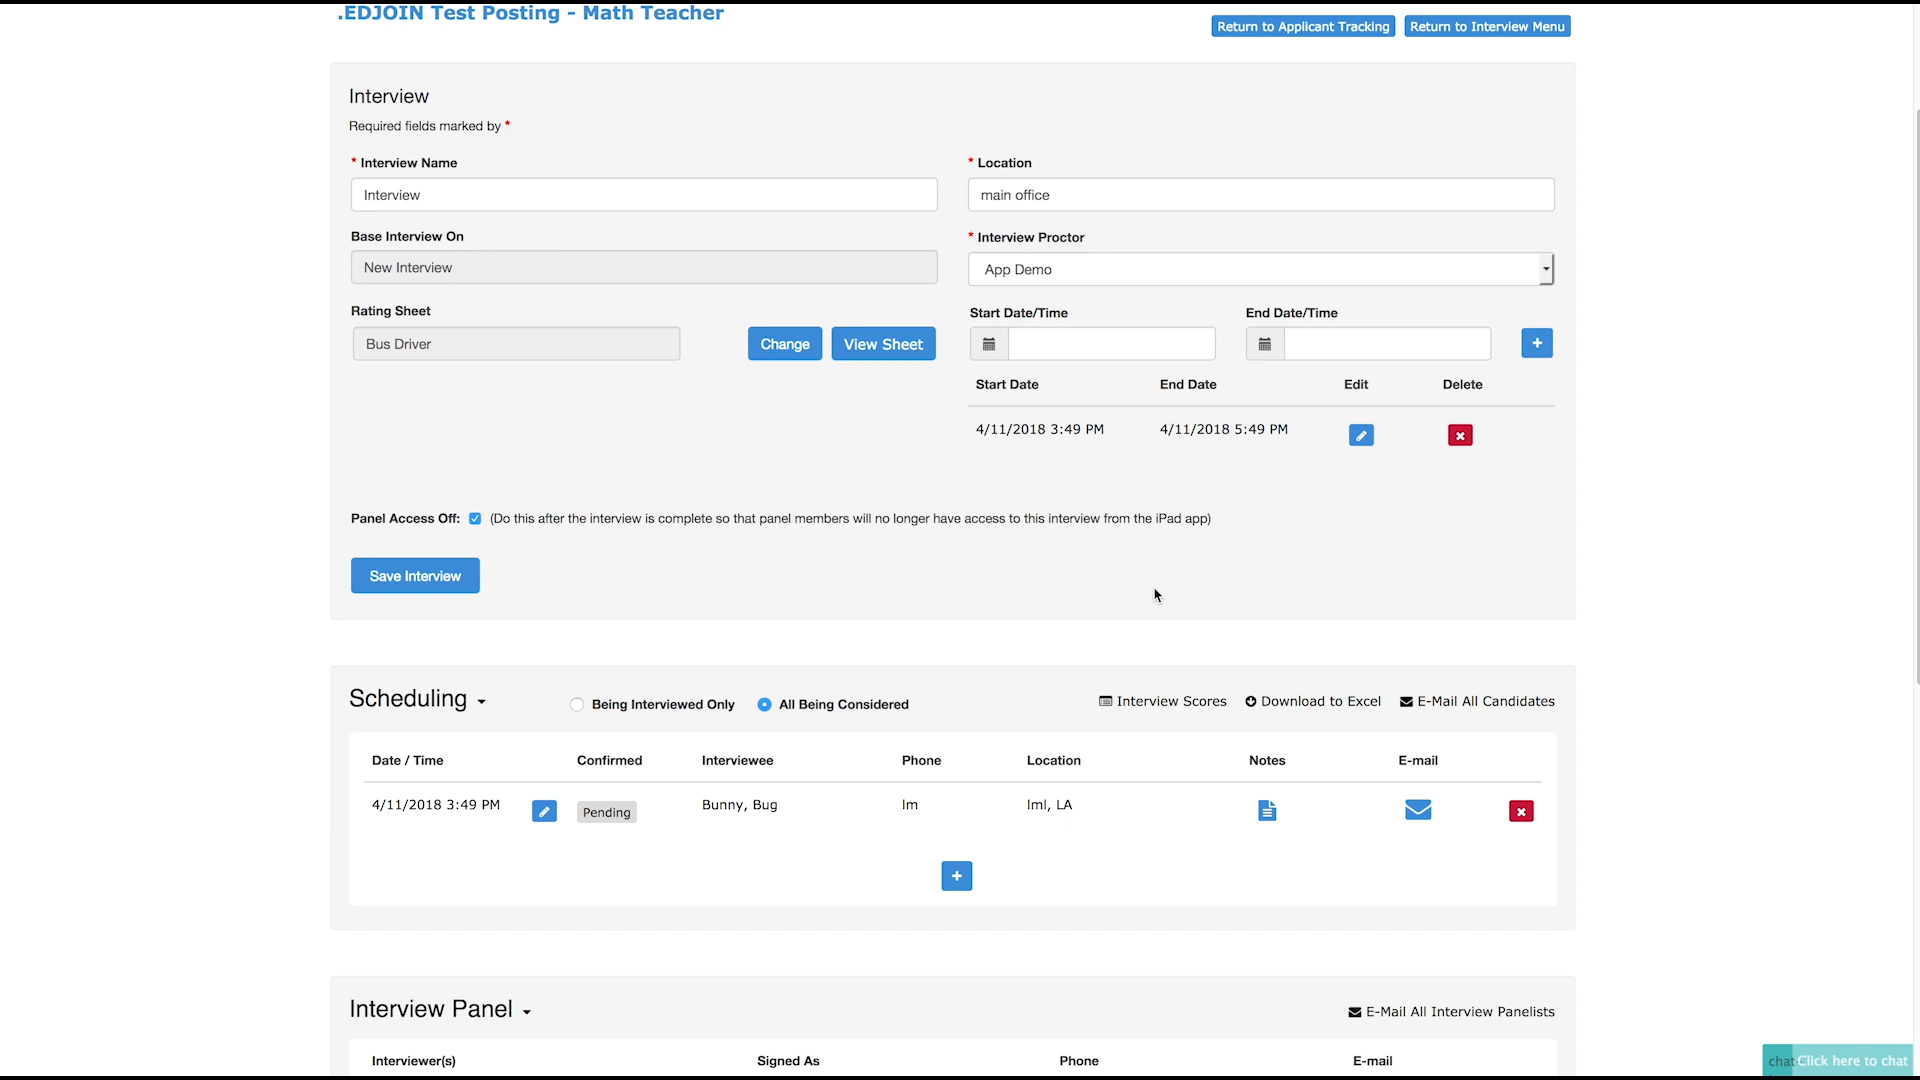 .EDJOIN Test Posting - Math Teacher
Return to Applicant Tracking
Return to Interview Menu
Interview
Required fields marked by *
* Interview Name
* Location
Interview
main office
Base Interview On
* Interview Proctor
New Interview
App Demo
Rating Sheet
Start Date/Time
End Date/Time
Bus Driver
Change
View Sheet
+
Start Date
End Date
Edit
Delete
4/11/2018 3:49 PM
4/11/2018 5:49 PM
Panel Access Off: (Do this after the interview is complete so that panel members will no longer have access to this interview from the iPad app)
Save Interview
Scheduling
Being Interviewed Only
All Being Considered
Interview Scores
Download to Excel
E-Mail All Candidates
Date / Time
Confirmed
Interviewee
Phone
Location
Notes
E-mail
4/11/2018 3:49 PM
Pending
Bunny, Bug
lm
lml, LA
+
Interview Panel
E-Mail All Interview Panelists
Interviewer(s)
Signed As
Phone
E-mail
chat
Click here to chat